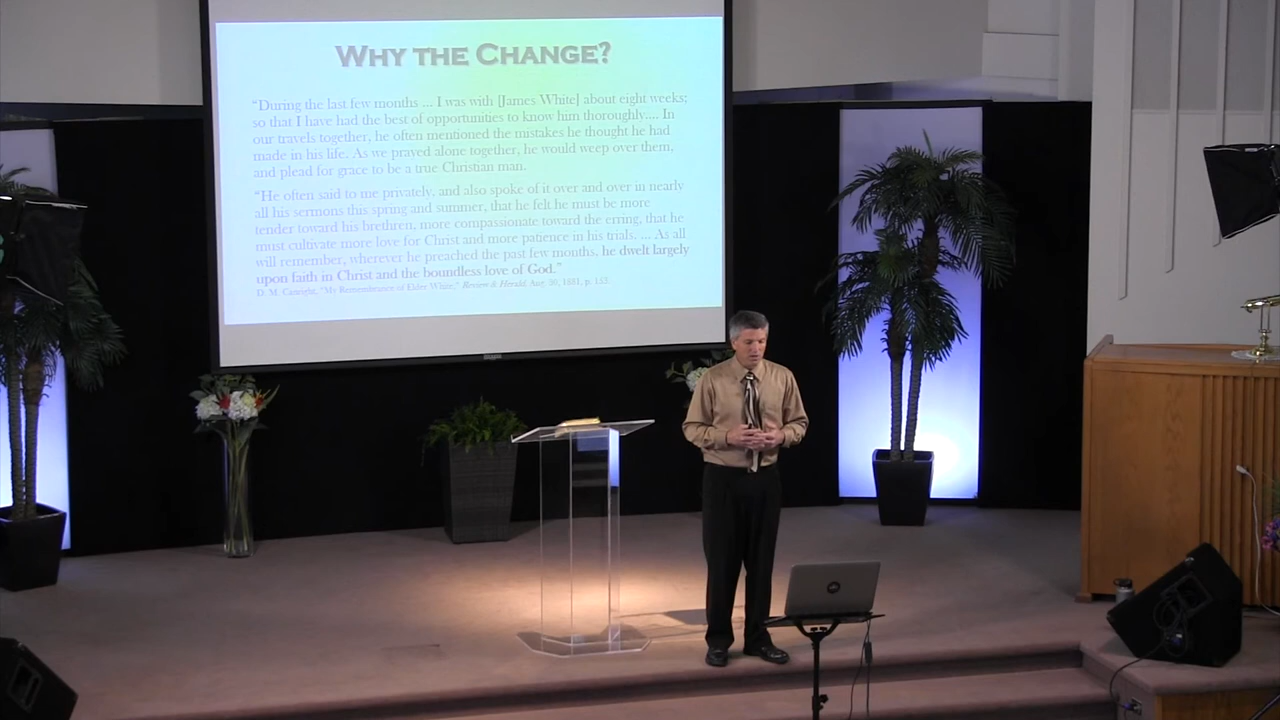 WHY THE CHANGE?
“During the last few months ... I was with [James White] about eight weeks;
so that I have had the best of opportunities to know him thoroughly.... In
our travels together, he often mentioned the mistakes he thought he had
made in his life. As we prayed alone together, he would weep over them,
and plead for grace to be a true Christian man.
“He often said to me privately, and also spoke of it over and over in nearly
all his sermons this spring and summer, that he felt he must be more
tender toward his brethren, more compassionate toward the erring, that he
must cultivate more love for Christ and more patience in his trials. ... As all
will remember, wherever he preached the past few months, he dwelt largely
upon faith in Christ and the boundless love of God.”
D. M. Canright, “My Remembrance of Elder White,” Review & Herald, Aug. 30, 1881, p. 153.